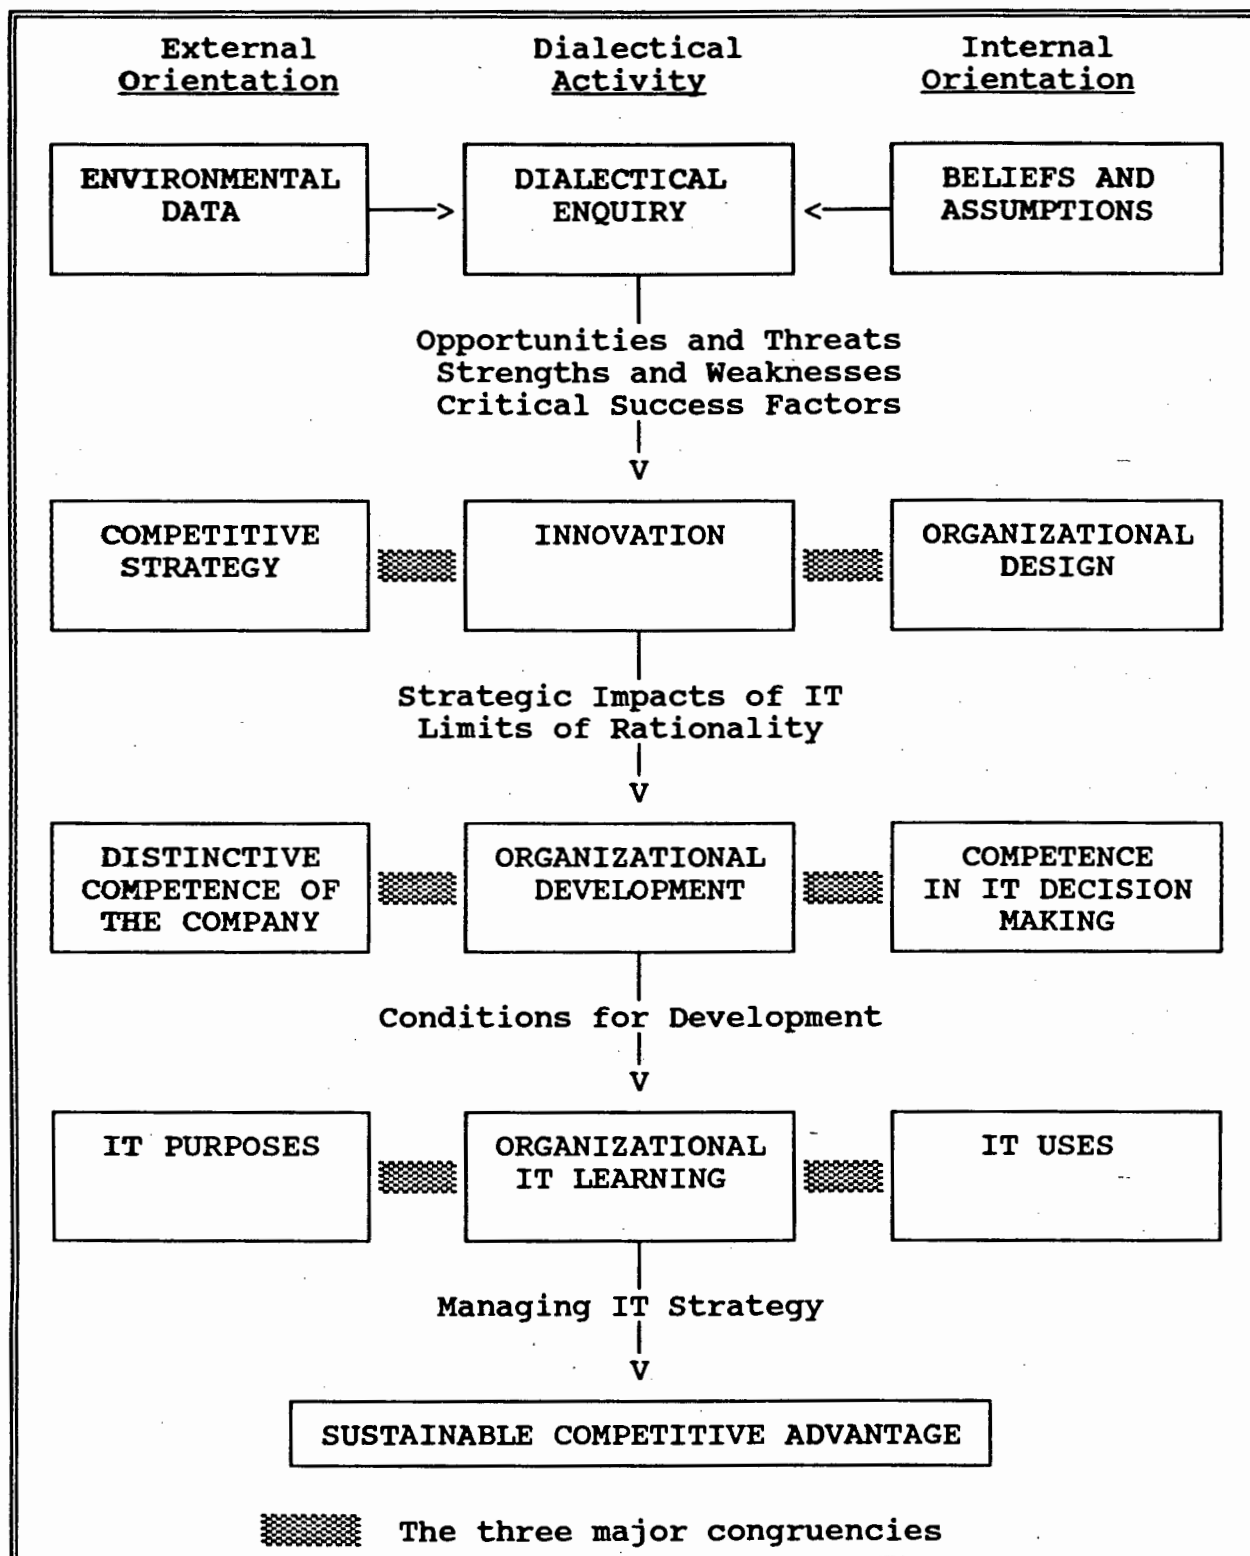 External Dialectical Internal
Orientation Activity Orientation
ENVIRONMENTAL
DATA
DIALECTICAL
ENQUIRY
BELIEFS AND
ASSUMPTIONS
Opportunities and Threats
Strengths and Weaknesses
Critical Success Factors
COMPETITIVE
STRATEGY
INNOVATION
ORGANIZATIONAL
DESIGN
Strategic Impacts of IT
Limits of Rationality
DISTINCTIVE
COMPETENCE OF
THE COMPANY
ORGANIZATIONAL
DEVELOPMENT
COMPETENCE
IN IT DECISION
MAKING
Conditions for Development
IT PURPOSES
ORGANIZATIONAL
IT LEARNING
IT USES
Managing IT Strategy
SUSTAINABLE COMPETITIVE ADVANTAGE
The three major congruencies